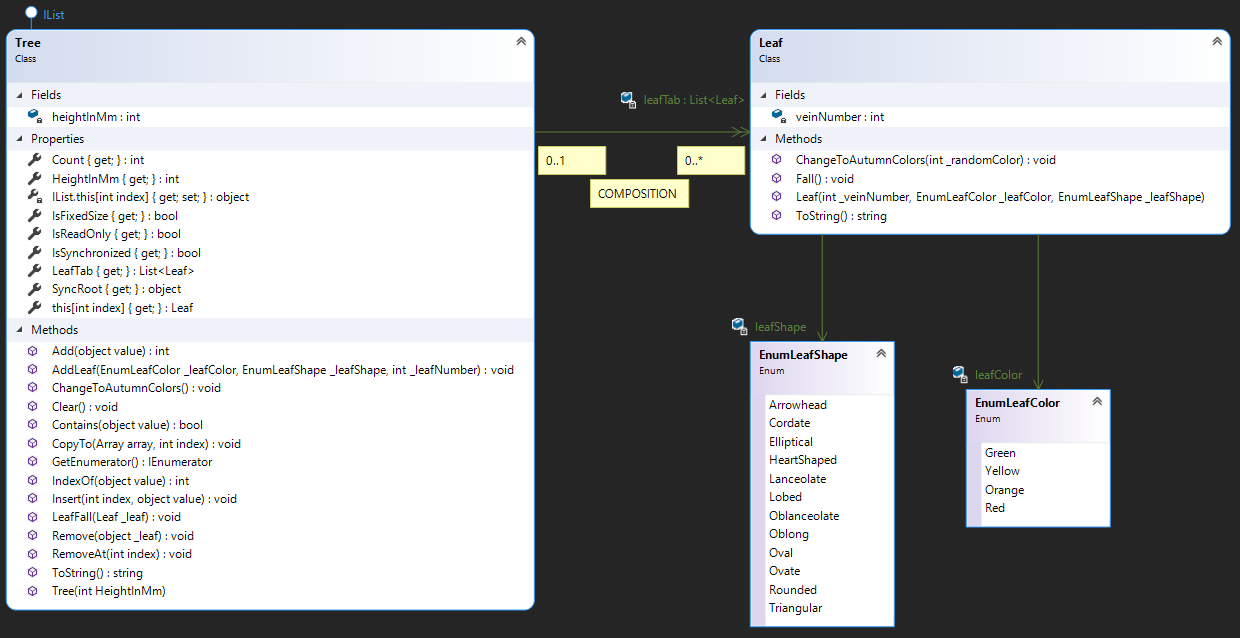 IList
Tree
Class
Fields
heightInMm : int
Properties
Count { get; } : int
HeightInMm { get; } : int
IList.this[int index] { get; set; } : object
IsFixedSize { get; } : bool
IsReadOnly { get; } : bool
IsSynchronized { get; } : bool
LeafTab { get; } : List<Leaf>
SyncRoot { get; } : object
this[int index] { get; } : Leaf
Methods
Add(object value) : int
AddLeaf(EnumLeafColor _leafColor, EnumLeafShape _leafShape, int _leafNumber) : void
ChangeToAutumnColors() : void
Clear() : void
Contains(object value) : bool
CopyTo(Array array, int index) : void
GetEnumerator() : IEnumerator
IndexOf(object value) : int
Insert(int index, object value) : void
LeafFall(Leaf _leaf) : void
Remove(object _leaf) : void
RemoveAt(int index) : void
ToString() : string
Tree(int HeightInMm)
leafTab : List<Leaf>
0..1
0..*
COMPOSITION
Leaf
Class
Fields
veinNumber : int
Methods
ChangeToAutumnColors(int _randomColor) : void
Fall() : void
Leaf(int _veinNumber, EnumLeafColor _leafColor, EnumLeafShape _leafShape)
ToString() : string
leafShape
EnumLeafShape
Enum
Arrowhead
Cordate
Elliptical
HeartShaped
Lanceolate
Lobed
Oblanceolate
Oblong
Oval
Ovate
Rounded
Triangular
leafColor
EnumLeafColor
Enum
Green
Yellow
Orange
Red